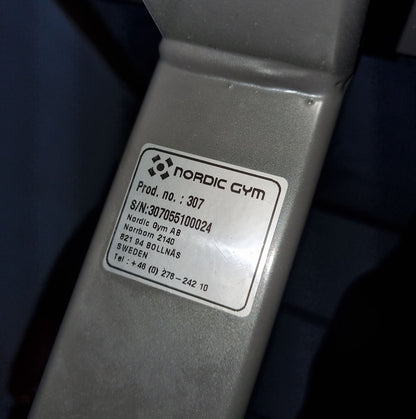 NORDIC GYM
Prod. no. : 307
S/N:307055100024
Nordic Gym AB
Norrborn 2140
821 94 BOLLNÄS
SWEDEN
Tel : +46 (0) 278-242 10